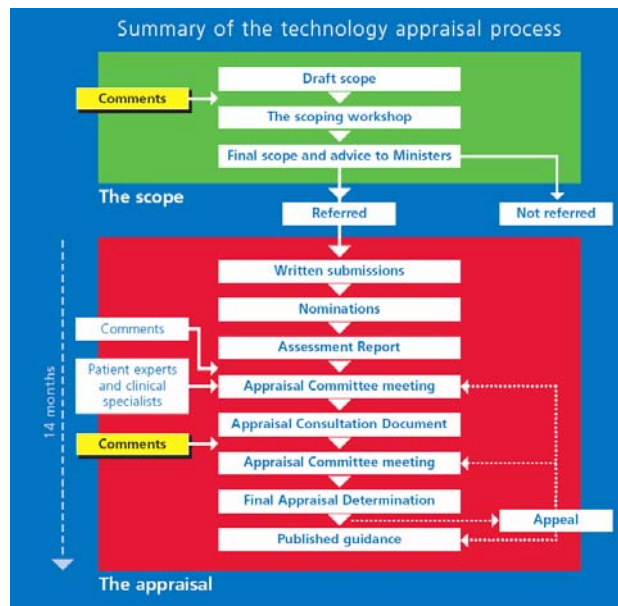 Summary of the technology appraisal process
Draft scope
Comments
The scoping workshop
Final scope and advice to Ministers
The scope
Referred
Not referred
Written submissions
Nominations
Comments
Assessment Report
Patient experts
and clinical
specialists
Appraisal Committee meeting
14 months
Appraisal Consultation Document
Comments
Appraisal Committee meeting
Final Appraisal Determination
Appeal
Published guidance
The appraisal